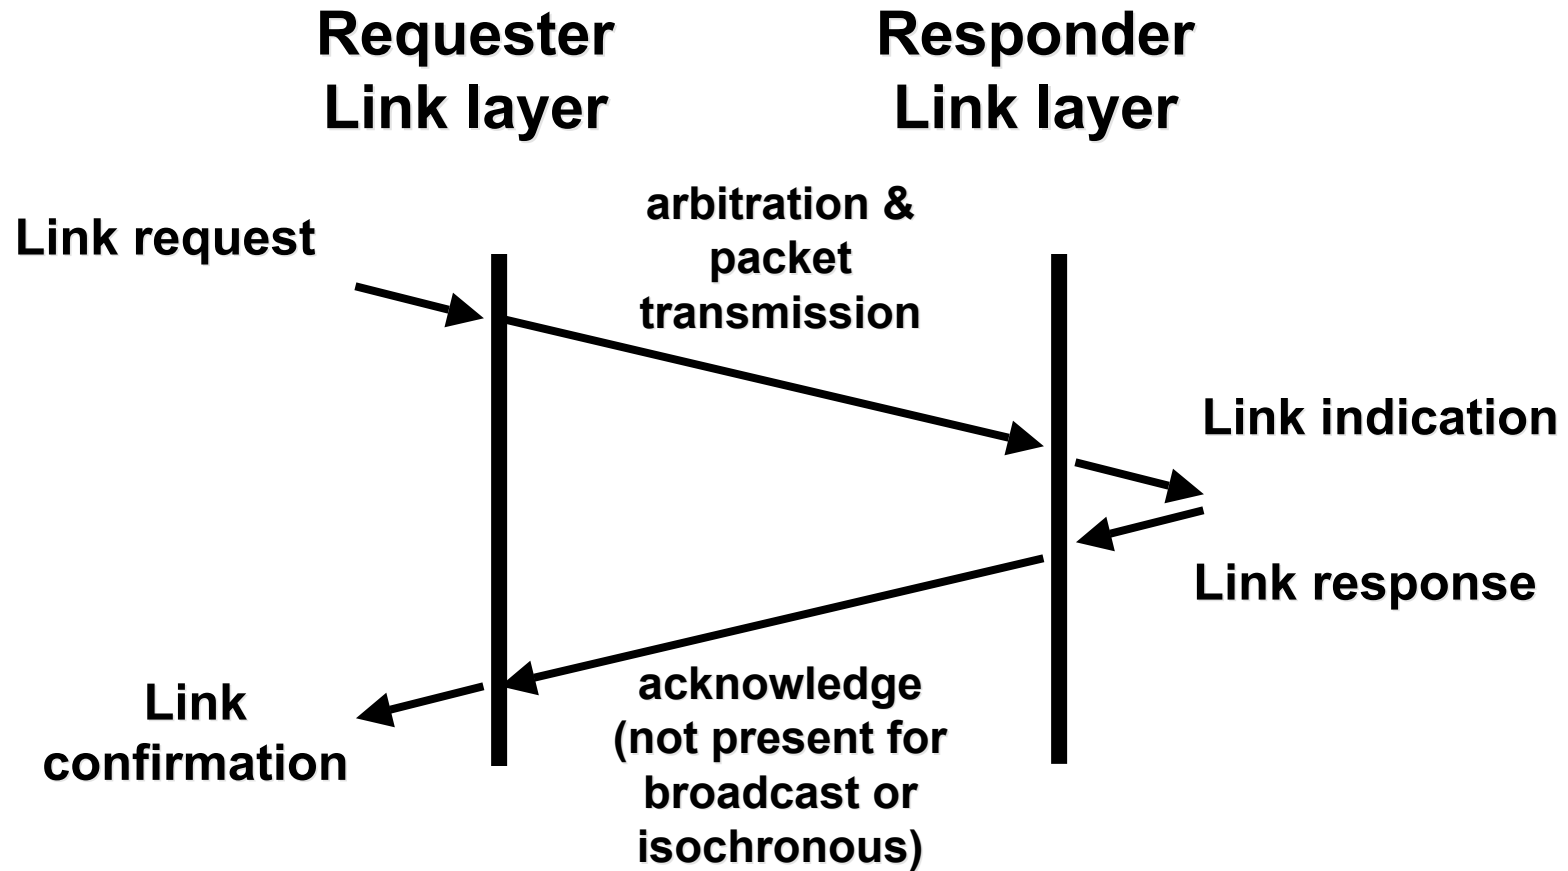 Requester
Link layer
Responder
Link layer
Link request
arbitration &
packet
transmission
Link indication
Link response
Link
confirmation
acknowledge
(not present for
broadcast or
isochronous)